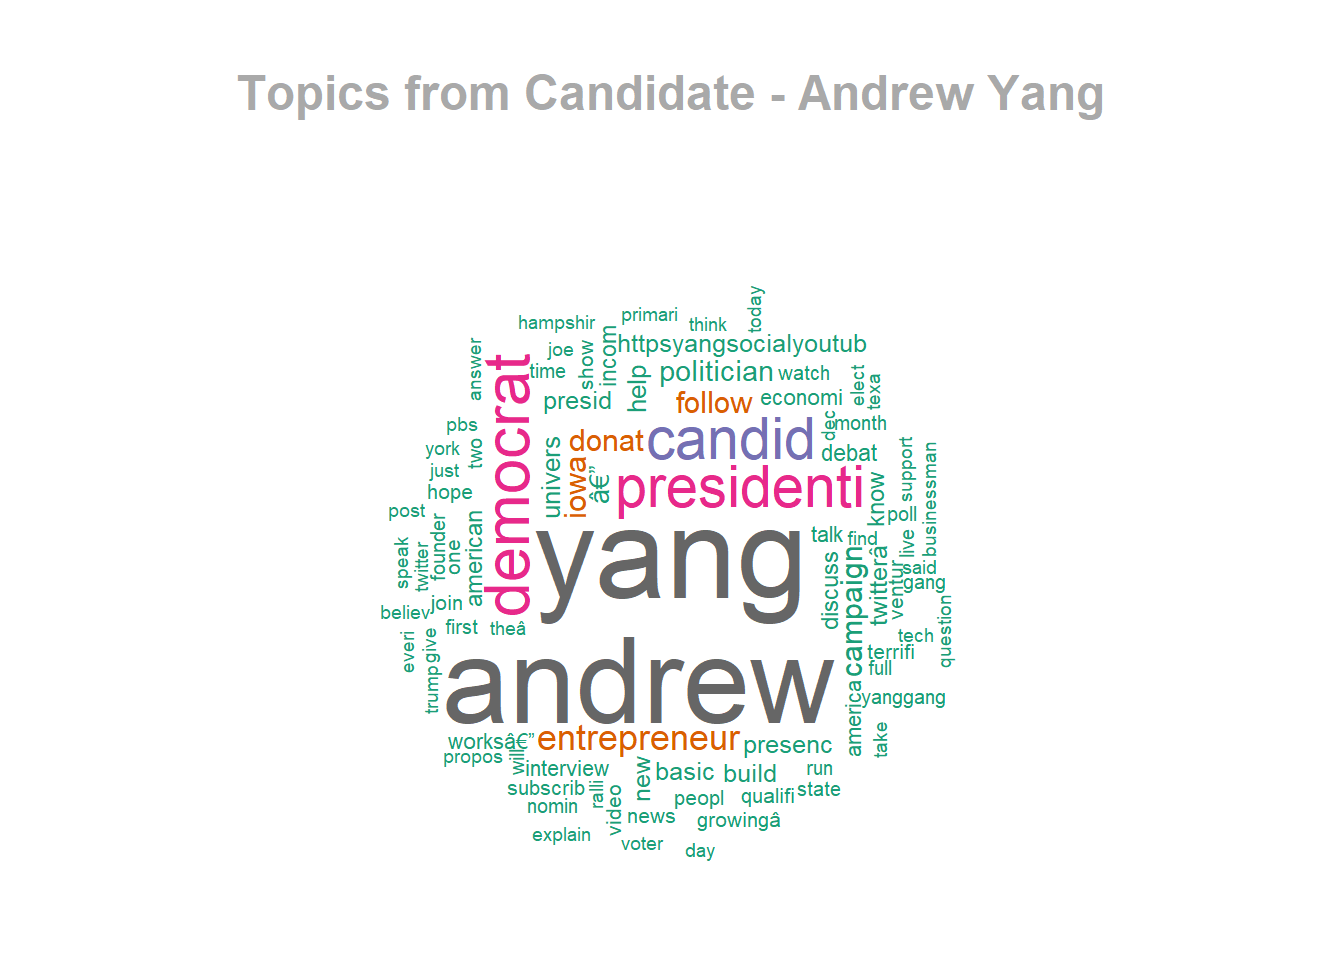 Topics from Candidate - Andrew Yang
today
primari
hampshir
think
httpsyangsocialyoutub
joe
show
incom
answer
time
help
politician
watch
elect
texa
democrat
presid
follow
economi
dec
month
pbs
donat
candid
debat
york
two
univers
iowa
â€”
presidenti
know
support
businessman
just
hope
post
founder
one
american
yang
talk
find
poll
live
speak
twitter
discuss
campaign
twitterâ
ventur
said
gang
join
believ
first
theâ
question
tech
everi
give
trump
andrew
terrifi
full
yanggang
america
take
worksâ€”
entrepreneur
presenc
propos
will
interview
new
basic
build
run
subscrib
ralli
video
peopl
qualifi
state
nomin
news
growingâ
explain
voter
day